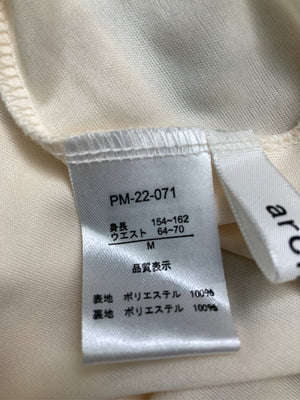 PM-22-071
身長 154~162
ウエスト 64~70
M
品質表示
表地 ポリエステル 100%
裏地 ポリエステル 100%